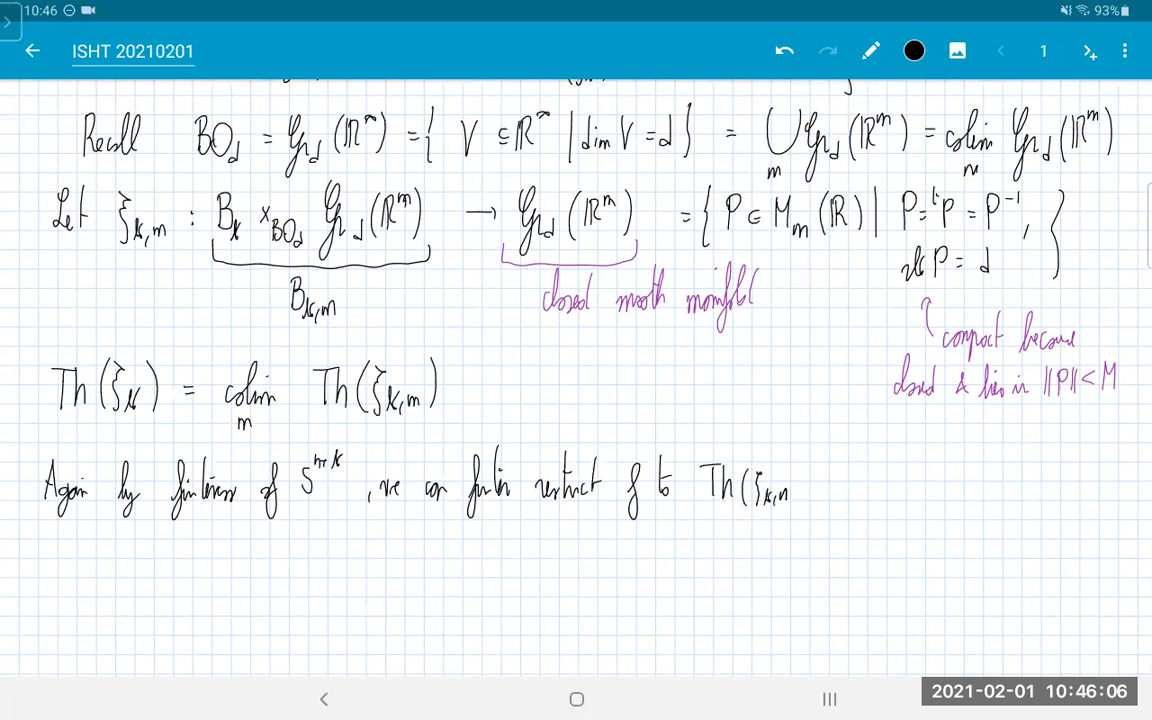 10:46
93%
ISHT 20210201
1
Recall BO_d = Gr_d(ℝ^∞) = { V ⊆ ℝ^∞ | dim V = d } = ⋃_m Gr_d(ℝ^m) = colim_m Gr_d(ℝ^m)
Let ξ_{k,m} : B_k ×_{BO_d} Gr_d(ℝ^m) → Gr_d(ℝ^m) = { P ∈ M_m(ℝ) | P = ^tP = P^{-1}, rk P = d }
B_{k,m}
closed smooth manifold
compact because
closed & lies in ||P|| < M
Th(ξ_k) = colim_m Th(ξ_{k,m})
Again by finiteness of S^{n+k}, we can further restrict f to Th(ξ_{k,m
2021-02-01 10:46:06